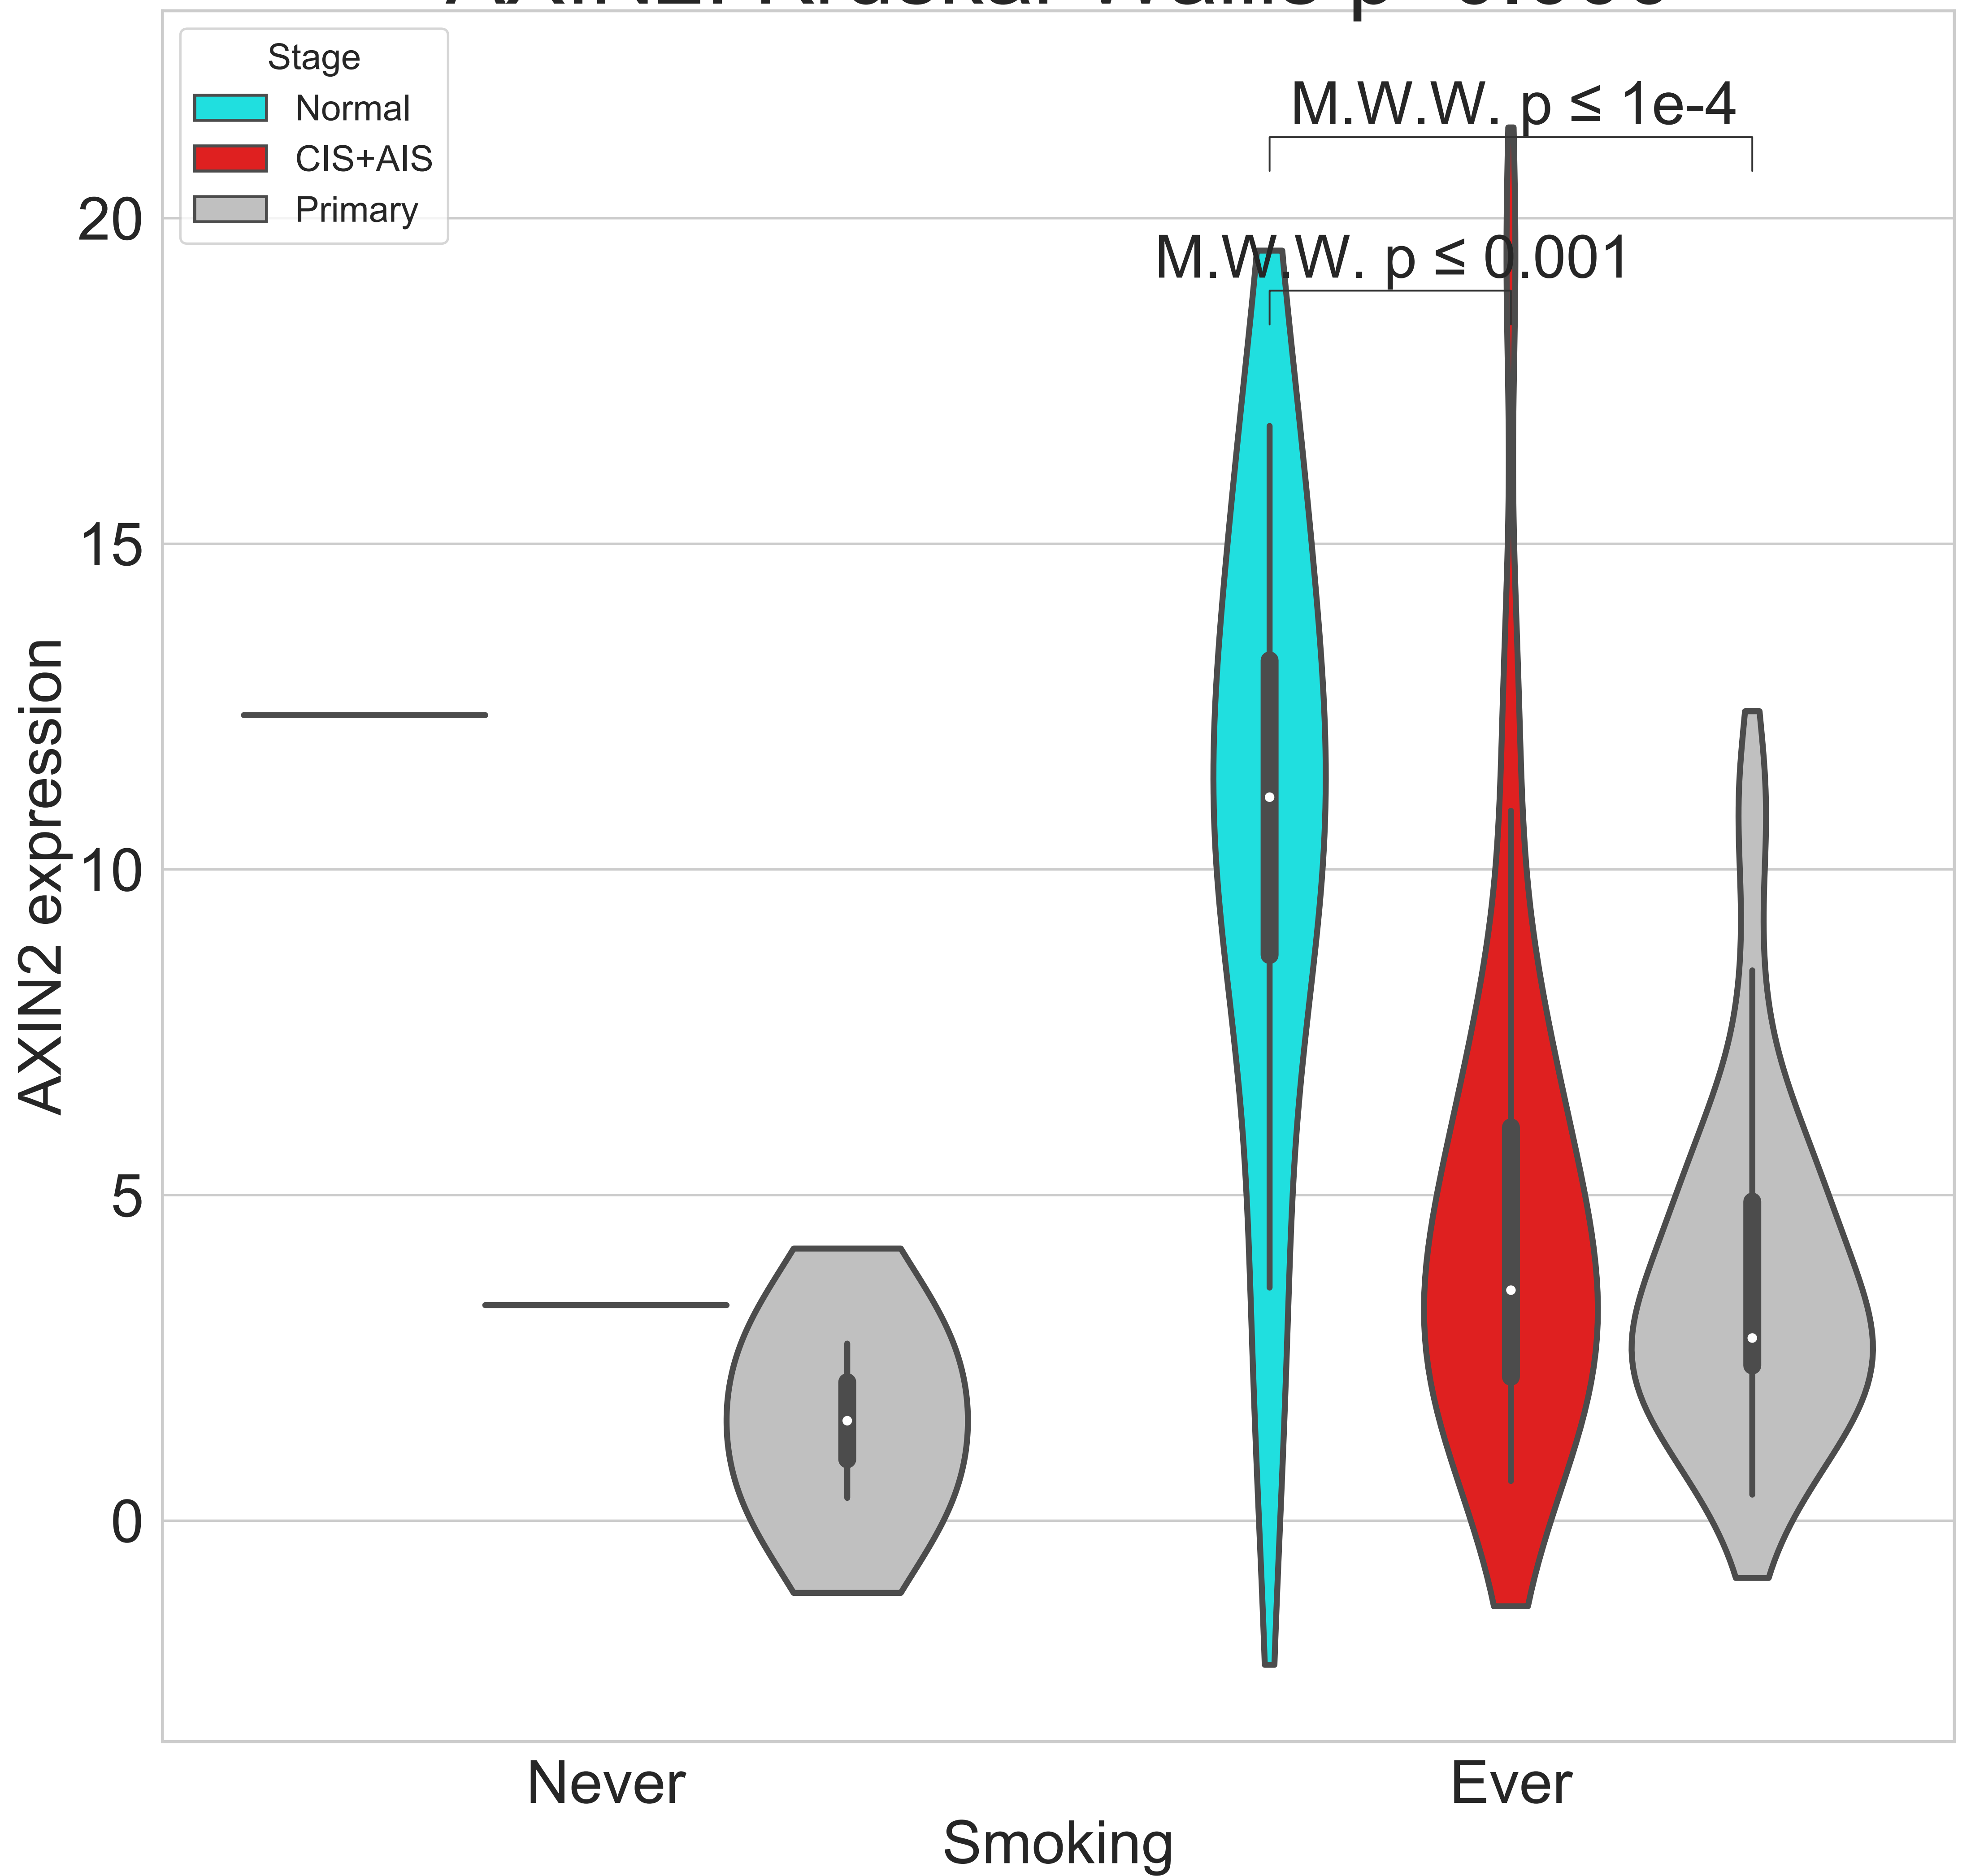 Stage
Normal
CIS+AIS
Primary
M.W.W. p ≤ 1e-4
M.W.W. p ≤ 0.001
20
15
10
5
0
AXIN2 expression
Never
Ever
Smoking